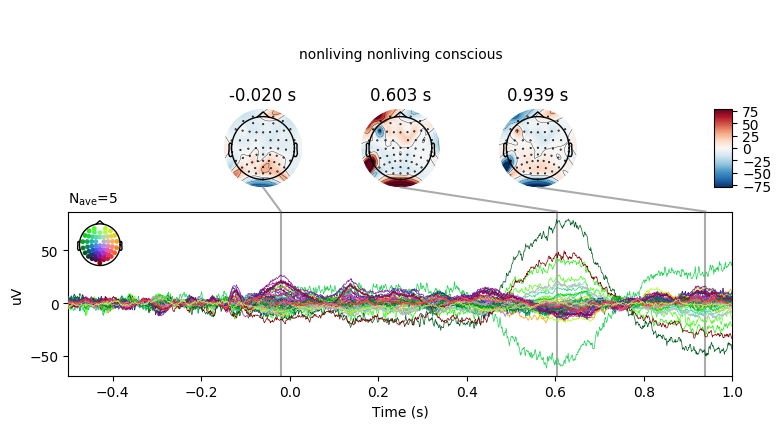 nonliving nonliving conscious
-0.020 s 0.603 s 0.939 s
75
50
25
0
−25
−50
−75
Nave=5
50
0
−50
uV
−0.4 −0.2 0.0 0.2 0.4 0.6 0.8 1.0
Time (s)